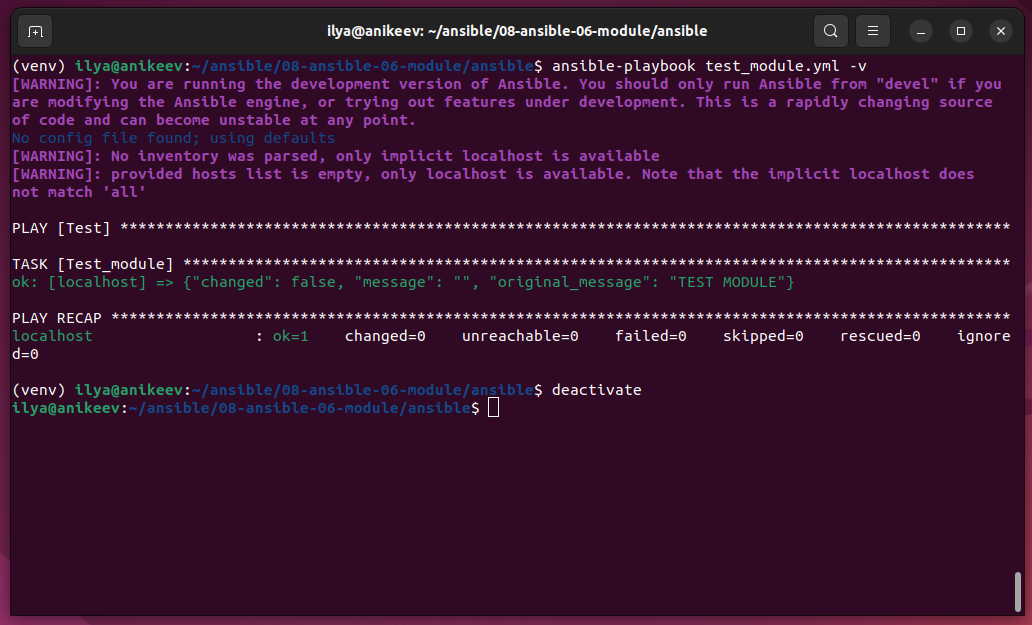 ilya@anikeev: ~/ansible/08-ansible-06-module/ansible
(venv) ilya@anikeev:~/ansible/08-ansible-06-module/ansible$ ansible-playbook test_module.yml -v
[WARNING]: You are running the development version of Ansible. You should only run Ansible from "devel" if you
are modifying the Ansible engine, or trying out features under development. This is a rapidly changing source
of code and can become unstable at any point.
No config file found; using defaults
[WARNING]: No inventory was parsed, only implicit localhost is available
[WARNING]: provided hosts list is empty, only localhost is available. Note that the implicit localhost does
not match 'all'
PLAY [Test] ***************************************************************************************************
TASK [Test_module] ********************************************************************************************
ok: [localhost] => {"changed": false, "message": "", "original_message": "TEST MODULE"}
PLAY RECAP ****************************************************************************************************
localhost                  : ok=1    changed=0    unreachable=0    failed=0    skipped=0    rescued=0    ignore
d=0
(venv) ilya@anikeev:~/ansible/08-ansible-06-module/ansible$ deactivate
ilya@anikeev:~/ansible/08-ansible-06-module/ansible$